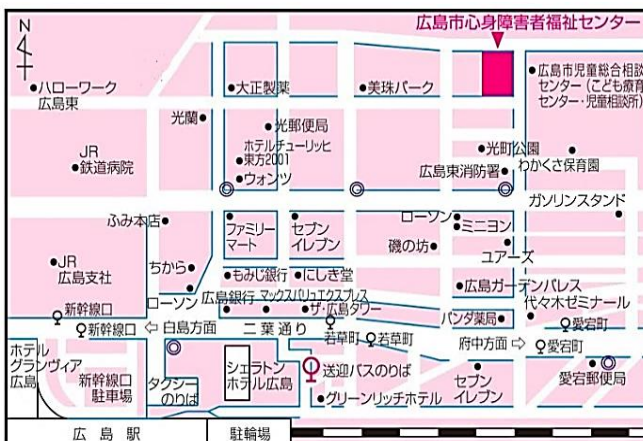 広島市心身障害者福祉センター
N
ハローワーク
広島東
大正製薬
美珠パーク
広島市児童総合相談
センター(こども療育
センター・児童相談所)
光蘭
光郵便局
ホテルチューリッヒ
東方2001
ウォンツ
JR
鉄道病院
光町公園
わかくさ保育園
広島東消防署
ガソリンスタンド
ふみ本店
ファミリー
マート
セブン
イレブン
ローソン
ミニヨン
磯の坊
ユアーズ
JR
広島支社
ちから
もみじ銀行
にしき堂
広島ガーデンパレス
代々木ゼミナール
ローソン
広島銀行
マックスバリュエクスプレス
ザ・広島タワー
パンダ薬局
新幹線口
新幹線口
← 白島方面
二葉通り
若草町
若草町
府中方面 →
愛宕町
愛宕町
ホテル
グランヴィア
広島
新幹線口
駐車場
タクシー
のりば
シェラトン
ホテル広島
送迎バスのりば
グリーンリッチホテル
セブン
イレブン
愛宕郵便局
広島駅
駐輪場